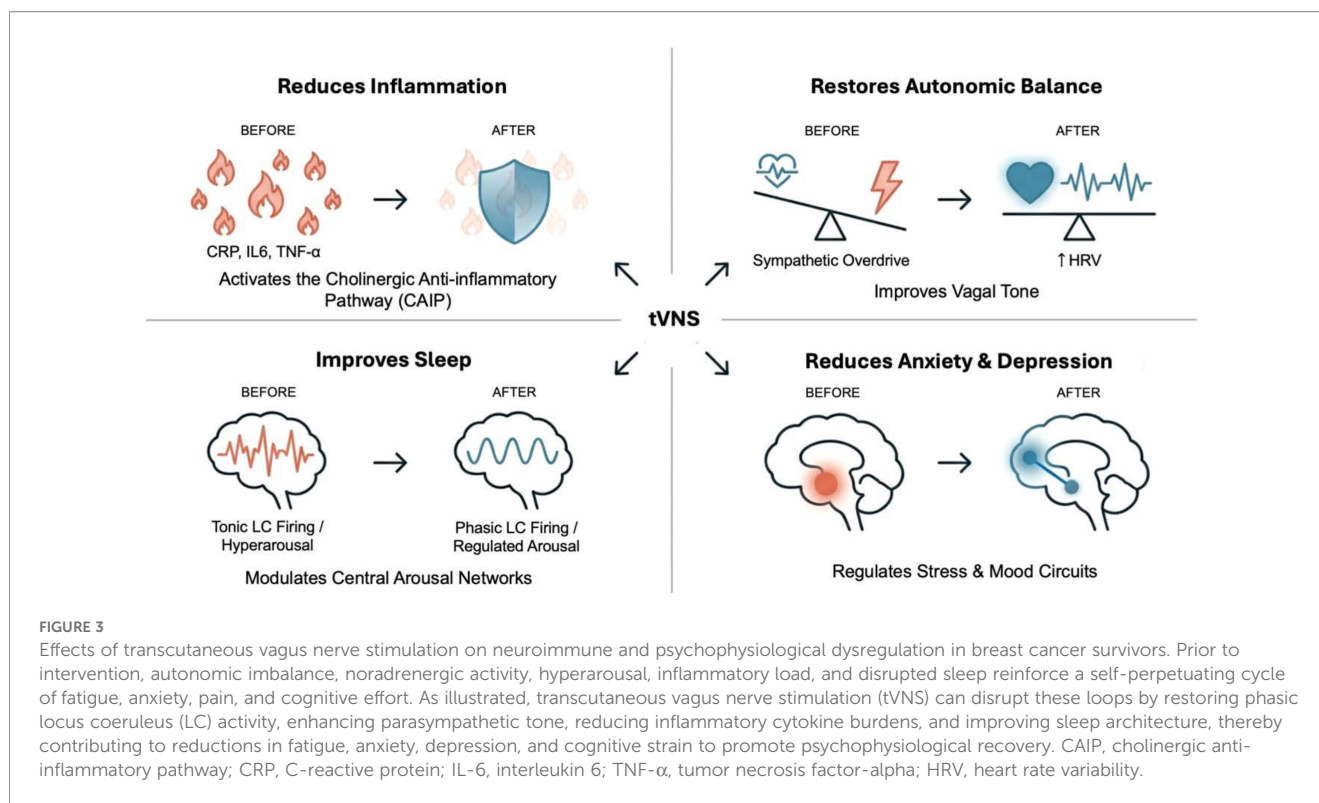 Reduces Inflammation
BEFORE
AFTER
CRP, IL6, TNF-α
Activates the Cholinergic Anti-inflammatory
Pathway (CAIP)
Restores Autonomic Balance
BEFORE
AFTER
Sympathetic Overdrive
↑HRV
Improves Vagal Tone
tVNS
Improves Sleep
BEFORE
AFTER
Tonic LC Firing /
Hyperarousal
Phasic LC Firing /
Regulated Arousal
Modulates Central Arousal Networks
Reduces Anxiety & Depression
BEFORE
AFTER
Regulates Stress & Mood Circuits
FIGURE 3
Effects of transcutaneous vagus nerve stimulation on neuroimmune and psychophysiological dysregulation in breast cancer survivors. Prior to
intervention, autonomic imbalance, noradrenergic activity, hyperarousal, inflammatory load, and disrupted sleep reinforce a self-perpetuating cycle
of fatigue, anxiety, pain, and cognitive effort. As illustrated, transcutaneous vagus nerve stimulation (tVNS) can disrupt these loops by restoring phasic
locus coeruleus (LC) activity, enhancing parasympathetic tone, reducing inflammatory cytokine burdens, and improving sleep architecture, thereby
contributing to reductions in fatigue, anxiety, depression, and cognitive strain to promote psychophysiological recovery. CAIP, cholinergic anti-
inflammatory pathway; CRP, C-reactive protein; IL-6, interleukin 6; TNF-α, tumor necrosis factor-alpha; HRV, heart rate variability.